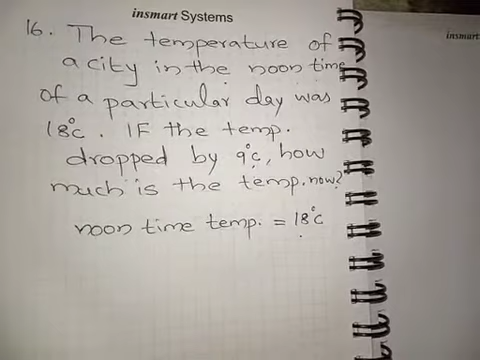 insmart Systems
insmart
16. The temperature of
a city in the noon time
of a particular day was
18°c. IF the temp.
dropped by 9°c, how
much is the temp. now?
noon time temp. = 18°c